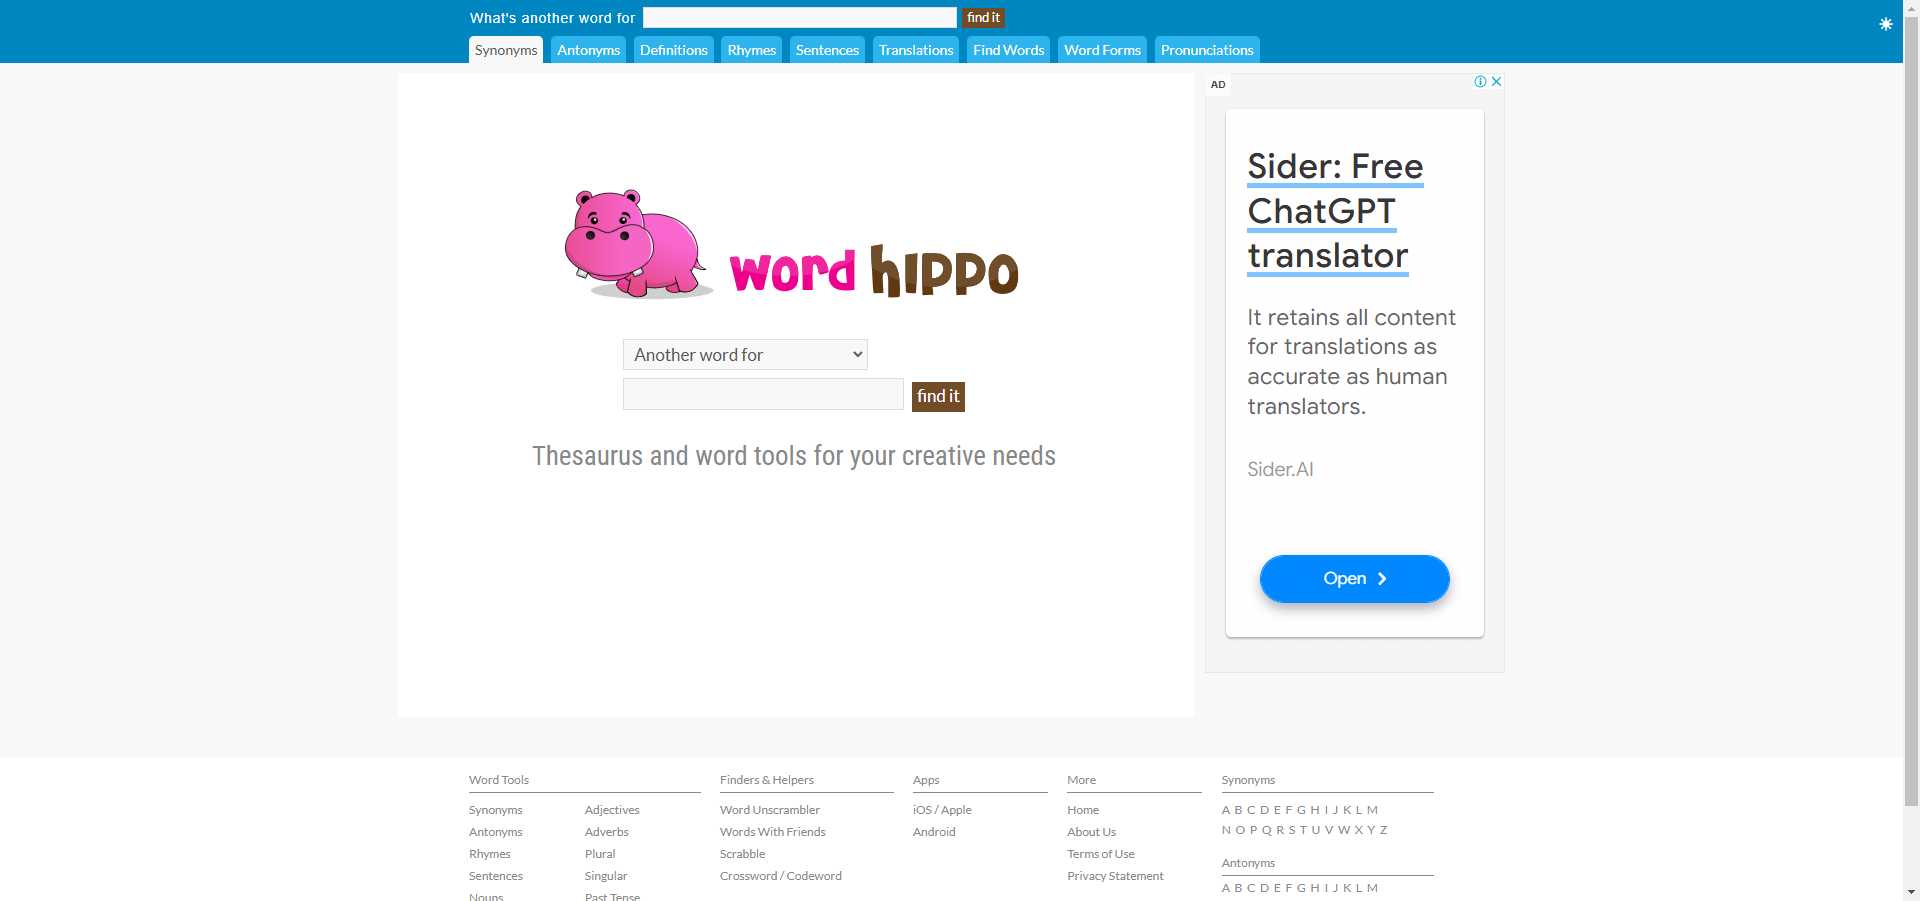 What's another word for
find it
Synonyms Antonyms Definitions Rhymes Sentences Translations Find Words Word Forms Pronunciations
word hippo
Another word for
find it
Thesaurus and word tools for your creative needs
AD
Sider: Free
ChatGPT
translator
It retains all content
for translations as
accurate as human
translators.
Sider.AI
Open
Word Tools
Synonyms
Antonyms
Rhymes
Sentences
Nouns
Adjectives
Adverbs
Plural
Singular
Past Tense
Finders & Helpers
Word Unscrambler
Words With Friends
Scrabble
Crossword / Codeword
Apps
iOS / Apple
Android
More
Home
About Us
Terms of Use
Privacy Statement
Synonyms
A B C D E F G H I J K L M
N O P Q R S T U V W X Y Z
Antonyms
A B C D E F G H I J K L M